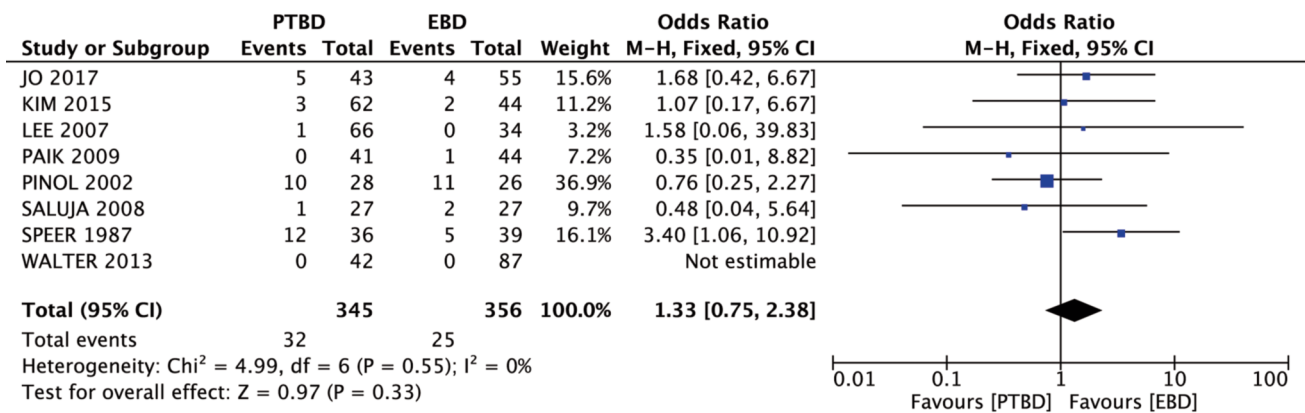 PTBD EBD Odds Ratio Odds Ratio
Study or Subgroup Events Total Events Total Weight M-H, Fixed, 95% CI M-H, Fixed, 95% CI
JO 2017 5 43 4 55 15.6% 1.68 [0.42, 6.67]
KIM 2015 3 62 2 44 11.2% 1.07 [0.17, 6.67]
LEE 2007 1 66 0 34 3.2% 1.58 [0.06, 39.83]
PAIK 2009 0 41 1 44 7.2% 0.35 [0.01, 8.82]
PINOL 2002 10 28 11 26 36.9% 0.76 [0.25, 2.27]
SALUJA 2008 1 27 2 27 9.7% 0.48 [0.04, 5.64]
SPEER 1987 12 36 5 39 16.1% 3.40 [1.06, 10.92]
WALTER 2013 0 42 0 87 Not estimable
Total (95% CI) 345 356 100.0% 1.33 [0.75, 2.38]
Total events 32 25
Heterogeneity: Chi² = 4.99, df = 6 (P = 0.55); I² = 0%
Test for overall effect: Z = 0.97 (P = 0.33)
0.01 0.1 1 10 100
Favours [PTBD] Favours [EBD]